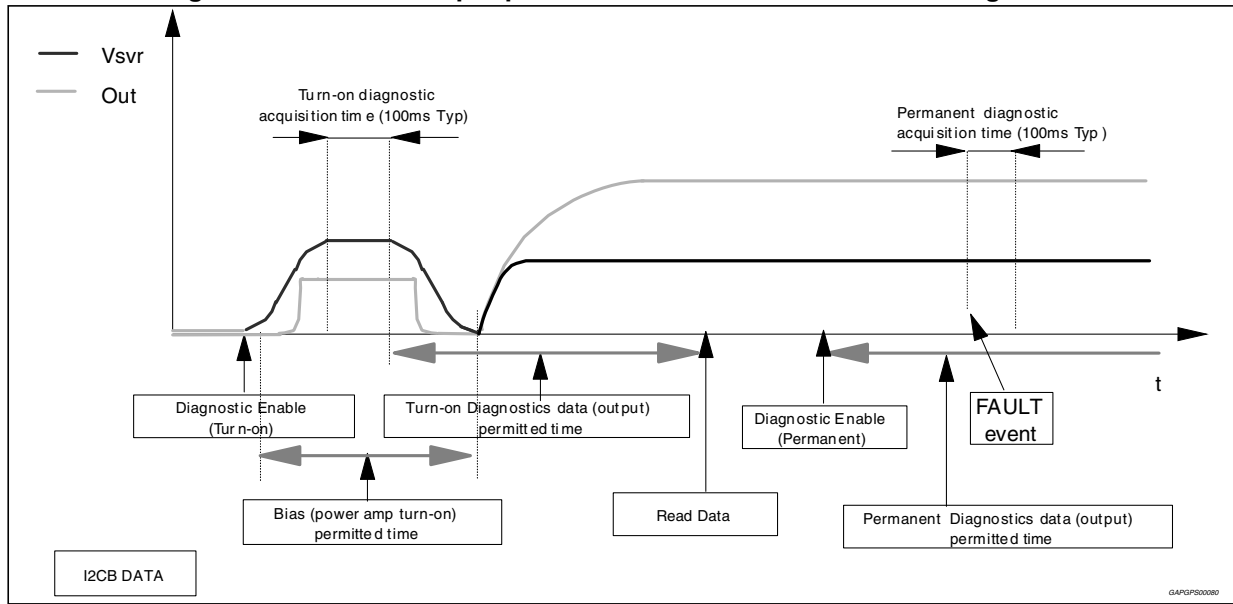 Vsvr
Out
Turn-on diagnostic
acquisition time (100ms Typ)
Permanent diagnostic
acquisition time (100ms Typ)
t
Diagnostic Enable
(Turn-on)
Turn-on Diagnostics data (output)
permitted time
Diagnostic Enable
(Permanent)
FAULT
event
Bias (power amp turn-on)
permitted time
Read Data
Permanent Diagnostics data (output)
permitted time
I2CB DATA
GAPGPS00080